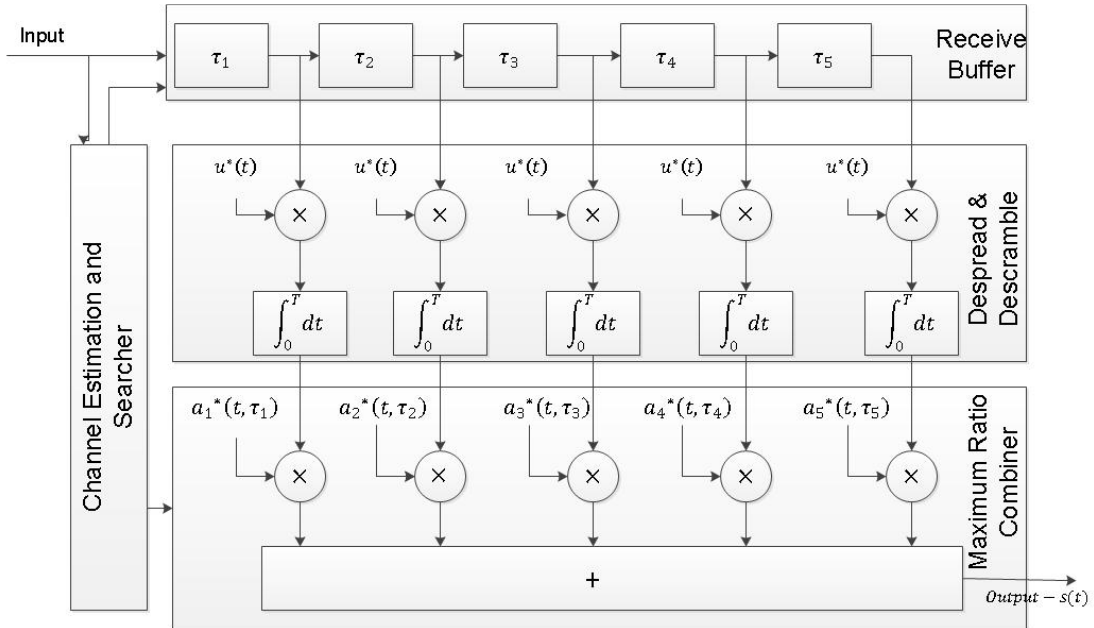 Input
τ₁ τ₂ τ₃ τ₄ τ₅
Receive
Buffer
u*(t) u*(t) u*(t) u*(t) u*(t)
× × × × ×
∫₀ᵀ dt ∫₀ᵀ dt ∫₀ᵀ dt ∫₀ᵀ dt ∫₀ᵀ dt
Despread &
Descramble
Channel Estimation and
Searcher
a₁*(t, τ₁) a₂*(t, τ₂) a₃*(t, τ₃) a₄*(t, τ₄) a₅*(t, τ₅)
× × × × ×
Maximum Ratio
Combiner
+
Output − s(t)